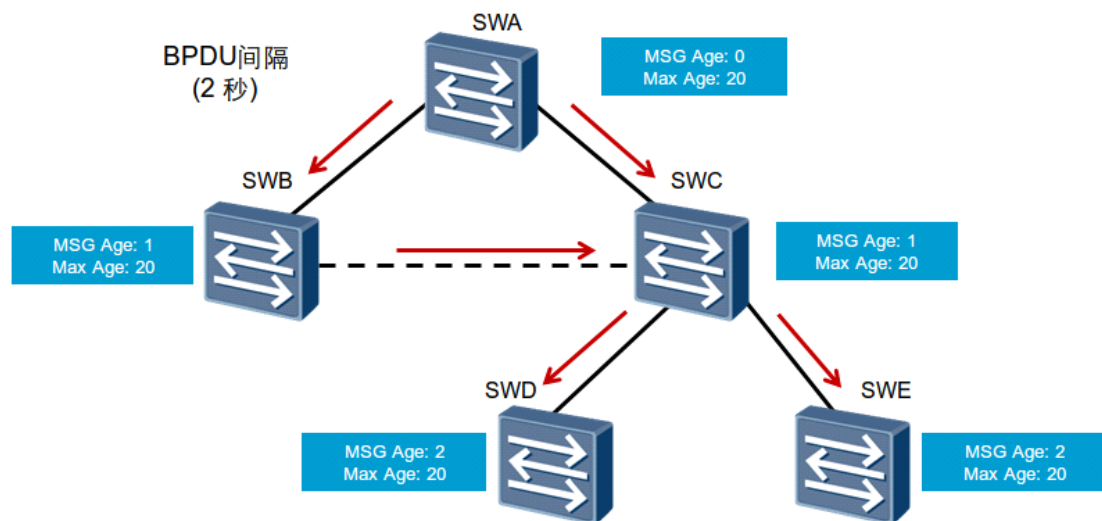 SWA
BPDU间隔
(2 秒)
MSG Age: 0
Max Age: 20
SWB
SWC
MSG Age: 1
Max Age: 20
MSG Age: 1
Max Age: 20
SWD
SWE
MSG Age: 2
Max Age: 20
MSG Age: 2
Max Age: 20